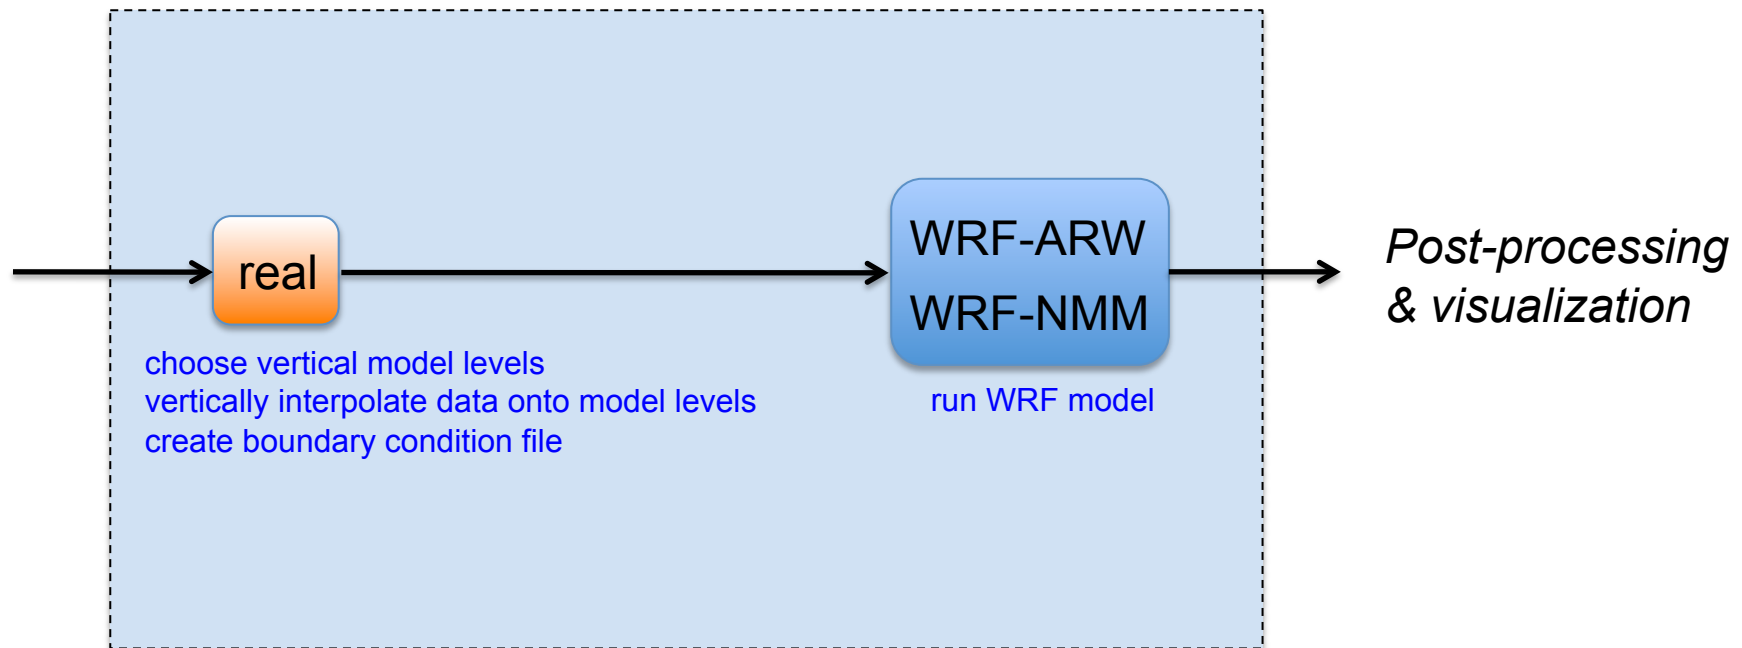 real
choose vertical model levels
vertically interpolate data onto model levels
create boundary condition file
WRF-ARW
WRF-NMM
run WRF model
Post-processing
& visualization